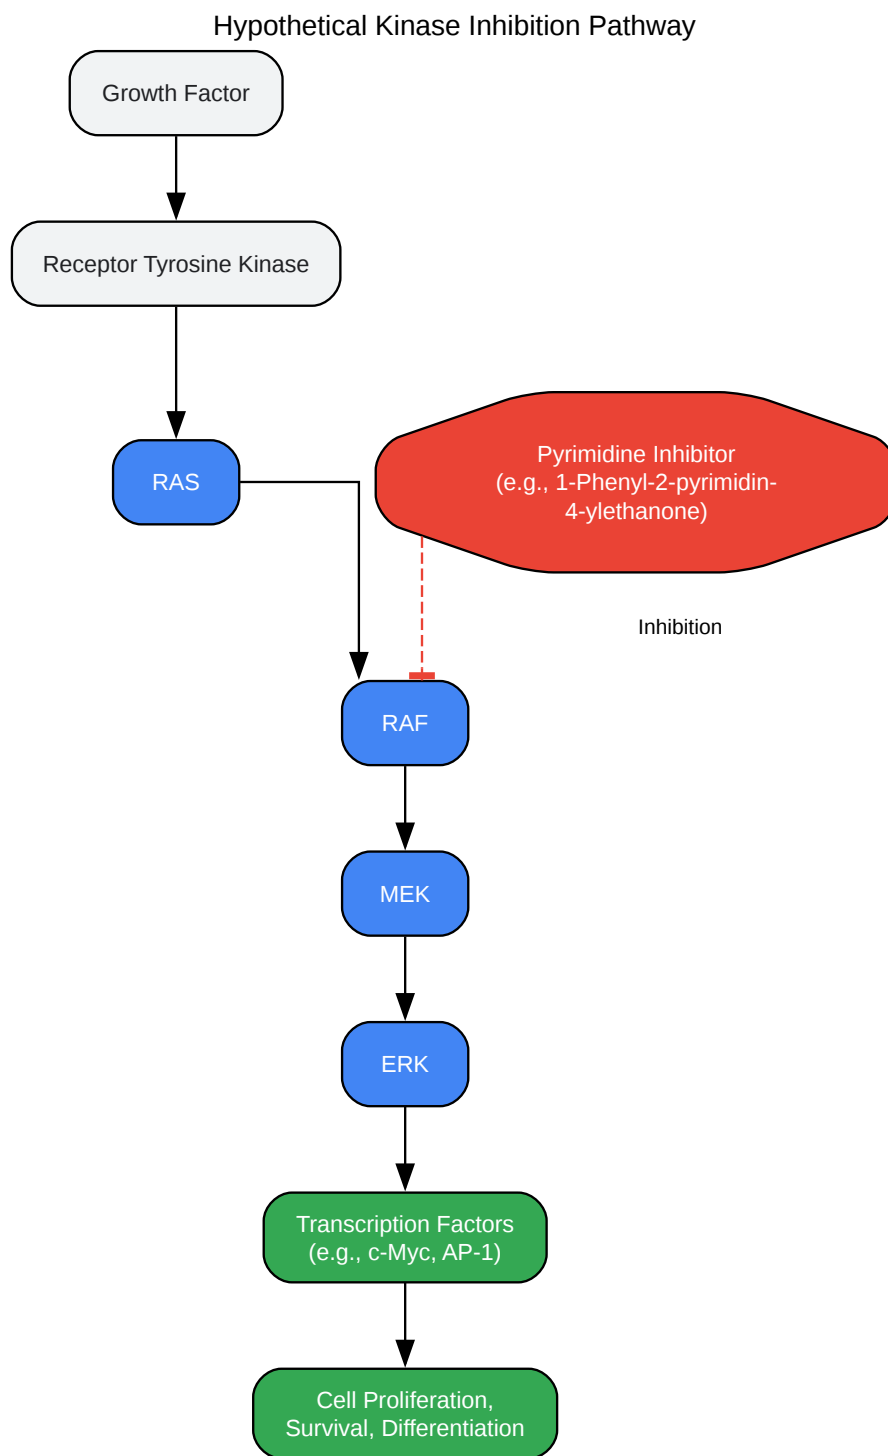 Hypothetical Kinase Inhibition Pathway
Growth Factor
Receptor Tyrosine Kinase
RAS
Pyrimidine Inhibitor
(e.g., 1-Phenyl-2-pyrimidin-
4-ylethanone)
Inhibition
RAF
MEK
ERK
Transcription Factors
(e.g., c-Myc, AP-1)
Cell Proliferation,
Survival, Differentiation